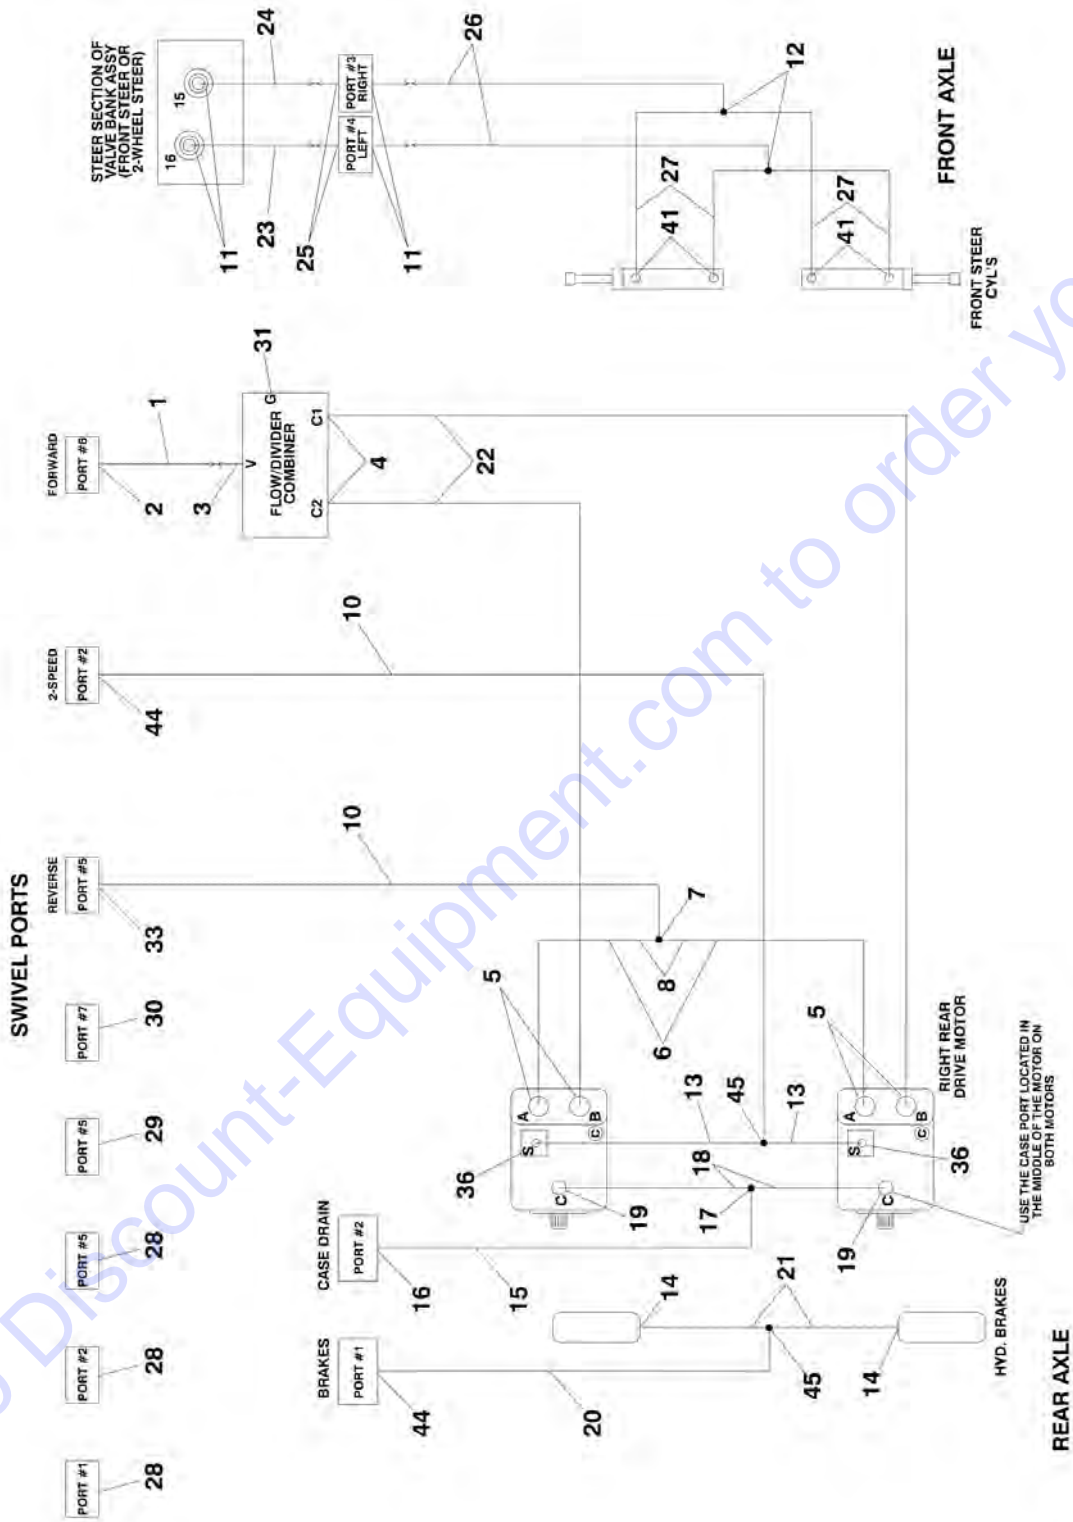 SWIVEL PORTS
PORT #1
28
PORT #2
28
PORT #5
28
PORT #5
29
PORT #7
30
REVERSE
PORT #5
33
10
2-SPEED
PORT #2
44
10
FORWARD
PORT #6
2
1
3
V
G
31
FLOW/DIVIDER
COMBINER
C2
C1
4
22
STEER SECTION OF
VALVE BANK ASSY
(FRONT STEER OR
2-WHEEL STEER)
16
15
11
23
24
25
PORT #4
LEFT
PORT #3
RIGHT
11
26
12
27
41
27
41
FRONT STEER
CYL'S
FRONT AXLE
BRAKES
PORT #1
44
20
CASE DRAIN
PORT #2
16
15
36
S
A
B
C
C
5
19
17
18
13
45
13
6
8
7
5
A
B
S
C
C
36
19
RIGHT REAR
DRIVE MOTOR
USE THE CASE PORT LOCATED IN
THE MIDDLE OF THE MOTOR ON
BOTH MOTORS
14
21
45
14
HYD. BRAKES
REAR AXLE
Discount-Equipment.com to order yo